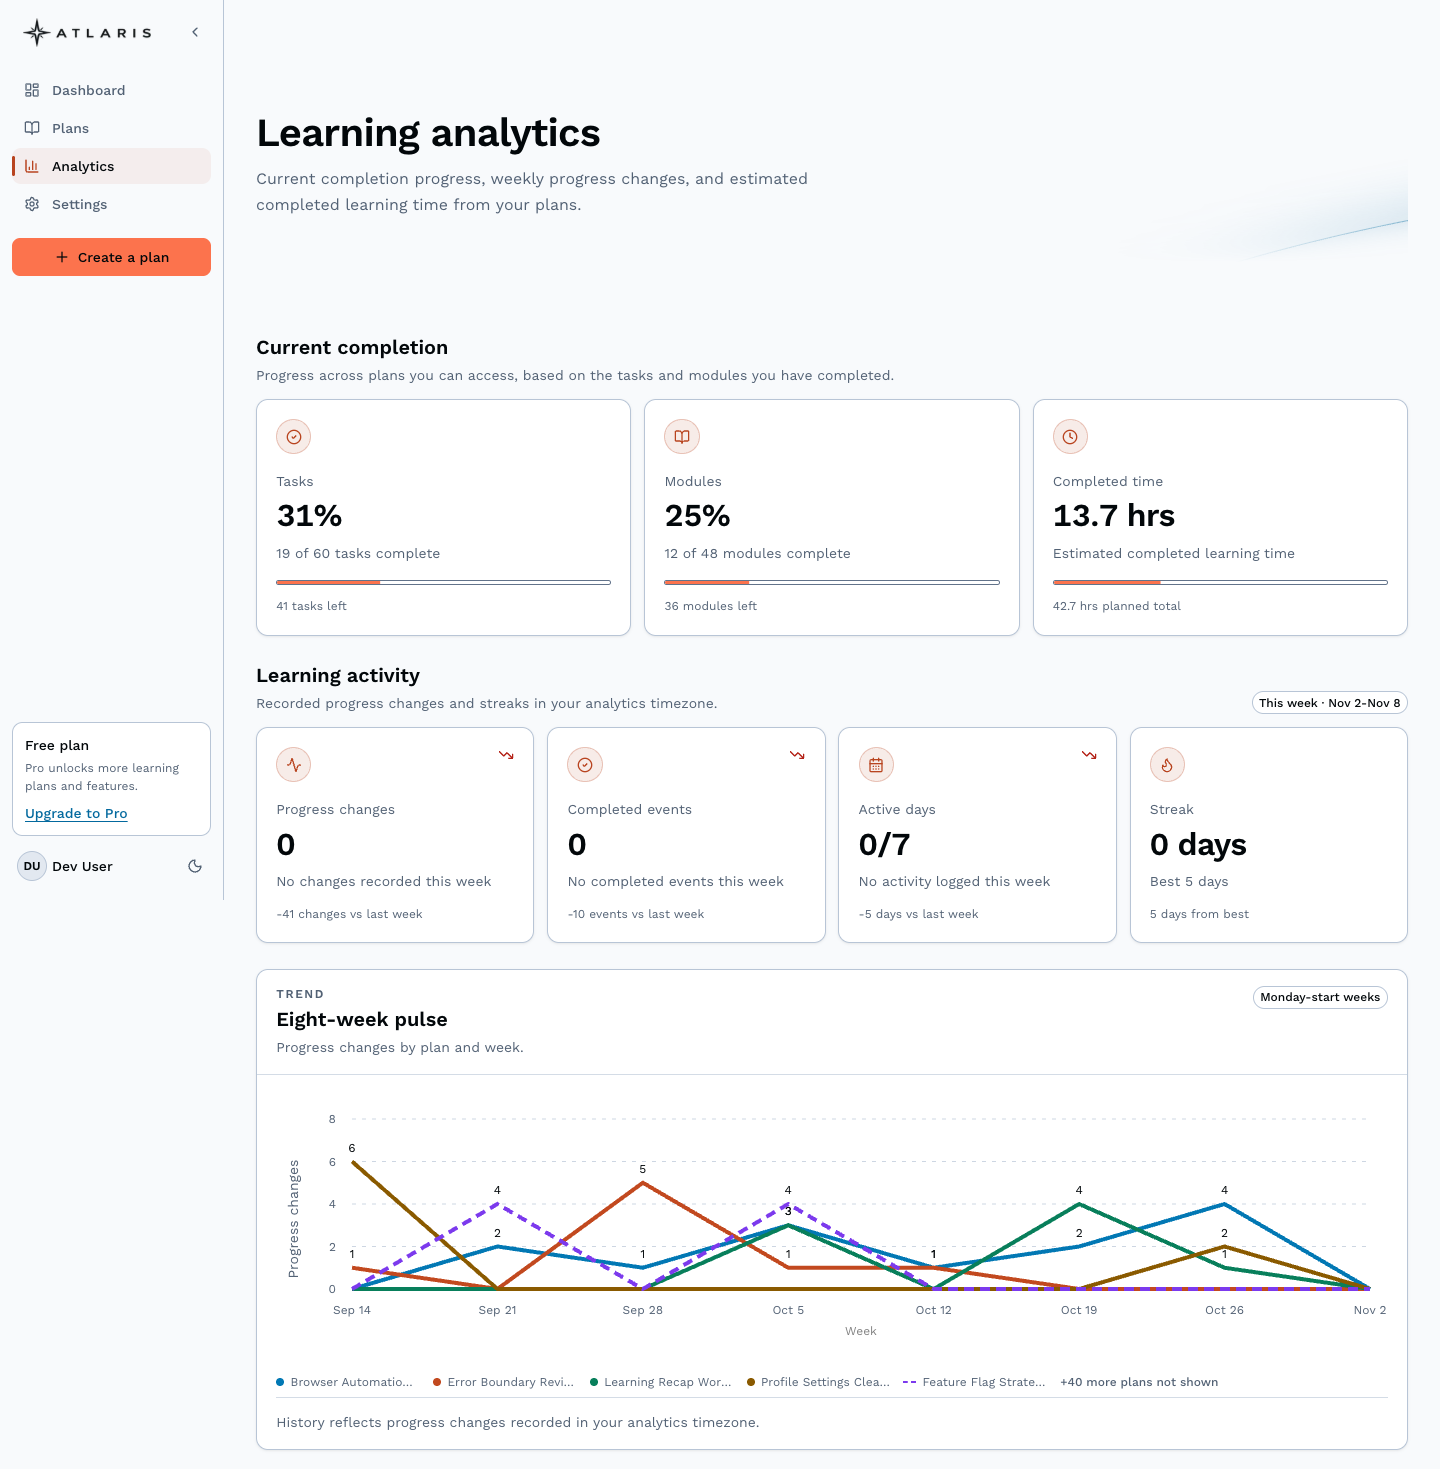 ATLARIS
Dashboard
Plans
Analytics
Settings
Create a plan
Free plan
Pro unlocks more learning
plans and features.
Upgrade to Pro
DU
Dev User
Learning analytics
Current completion progress, weekly progress changes, and estimated
completed learning time from your plans.
Current completion
Progress across plans you can access, based on the tasks and modules you have completed.
Tasks
31%
19 of 60 tasks complete
41 tasks left
Modules
25%
12 of 48 modules complete
36 modules left
Completed time
13.7 hrs
Estimated completed learning time
42.7 hrs planned total
Learning activity
Recorded progress changes and streaks in your analytics timezone.
This week · Nov 2-Nov 8
Progress changes
0
No changes recorded this week
-41 changes vs last week
Completed events
0
No completed events this week
-10 events vs last week
Active days
0/7
No activity logged this week
-5 days vs last week
Streak
0 days
Best 5 days
5 days from best
TREND
Eight-week pulse
Progress changes by plan and week.
Monday-start weeks
Progress changes
8
6
4
2
0
6
1
4
2
5
1
4
3
1
1
4
2
4
2
1
Sep 14
Sep 21
Sep 28
Oct 5
Oct 12
Oct 19
Oct 26
Nov 2
Week
Browser Automatio...
Error Boundary Revi...
Learning Recap Wor...
Profile Settings Clea...
Feature Flag Strate...
+40 more plans not shown
History reflects progress changes recorded in your analytics timezone.